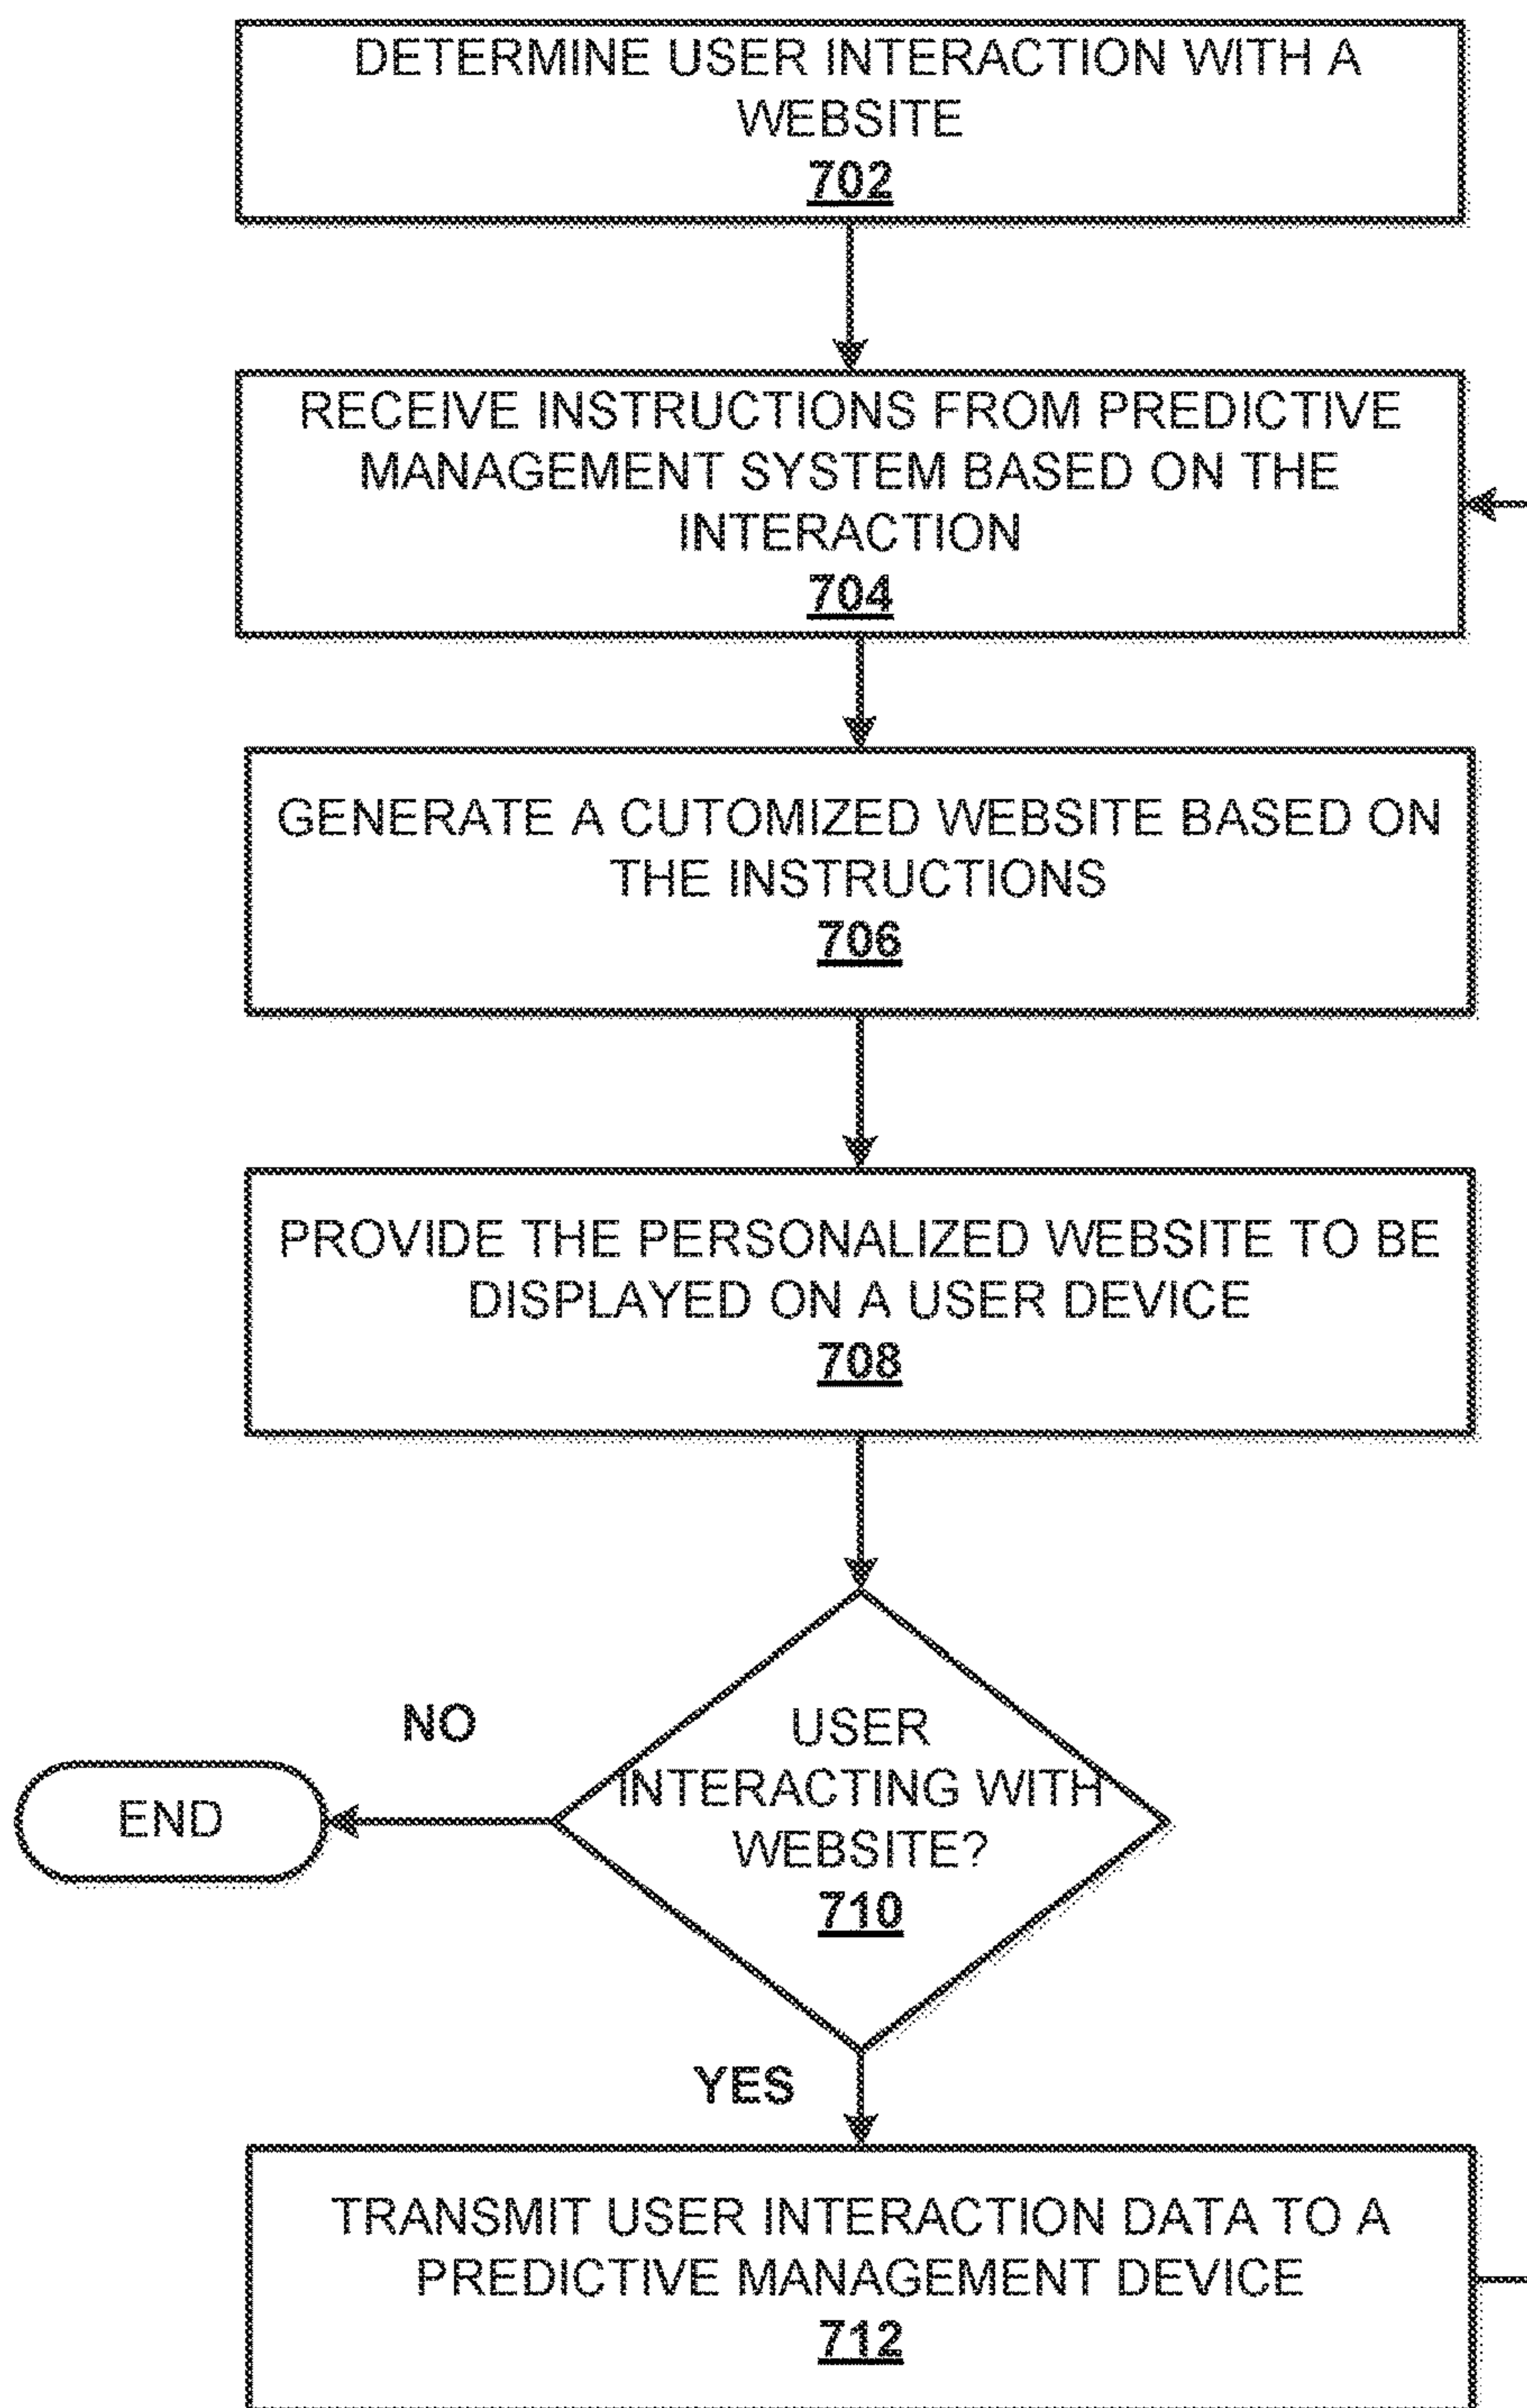 DETERMINE USER INTERACTION WITH A
WEBSITE
702
RECEIVE INSTRUCTIONS FROM PREDICTIVE
MANAGEMENT SYSTEM BASED ON THE
INTERACTION
704
GENERATE A CUTOMIZED WEBSITE BASED ON
THE INSTRUCTIONS
706
PROVIDE THE PERSONALIZED WEBSITE TO BE
DISPLAYED ON A USER DEVICE
708
NO
END
USER
INTERACTING WITH
WEBSITE?
710
YES
TRANSMIT USER INTERACTION DATA TO A
PREDICTIVE MANAGEMENT DEVICE
712